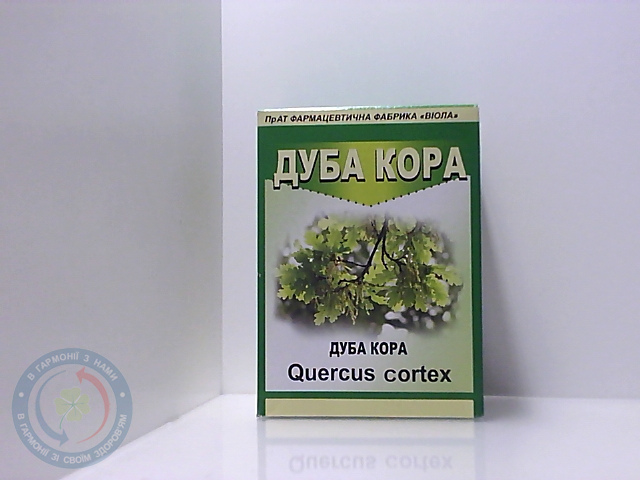 ПрАТ ФАРМАЦЕВТИЧНА ФАБРИКА «ВІОЛА»
ДУБА КОРА
ДУБА КОРА
Quercus cortex
В ГАРМОНІЇ З НАМИ
В ГАРМОНІЇ ЗІ СВОЇМ ЗДОРОВ'ЯМ